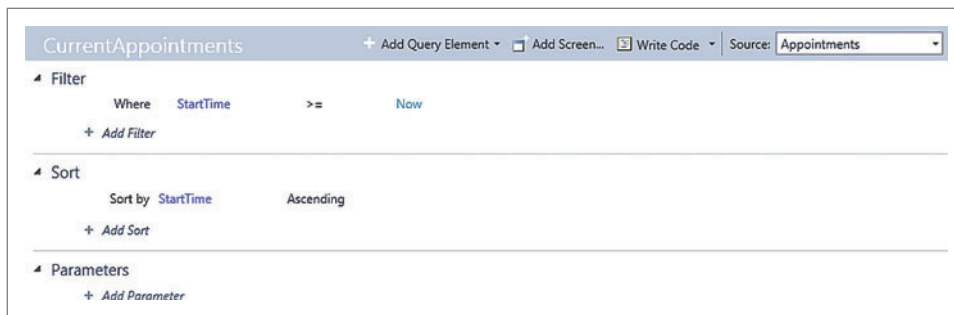 CurrentAppointments + Add Query Element Add Screen... Write Code Source: Appointments
Filter
Where StartTime >= Now
+ Add Filter
Sort
Sort by StartTime Ascending
+ Add Sort
Parameters
+ Add Parameter